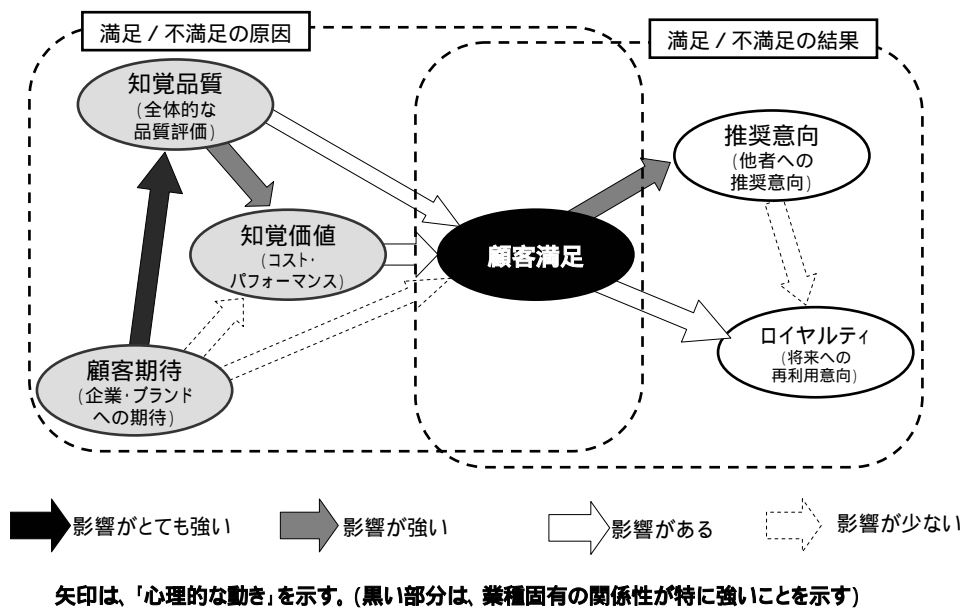 満足/不満足の原因
満足/不満足の結果
知覚品質
(全体的な
品質評価)
推奨意向
(他者への
推奨意向)
知覚価値
(コスト・
パフォーマンス)
顧客満足
ロイヤルティ
(将来への
再利用意向)
顧客期待
(企業・ブランド
への期待)
影響がとても強い
影響が強い
影響がある
影響が少ない
矢印は、「心理的な動き」を示す。(黒い部分は、業種固有の関係性が特に強いことを示す)